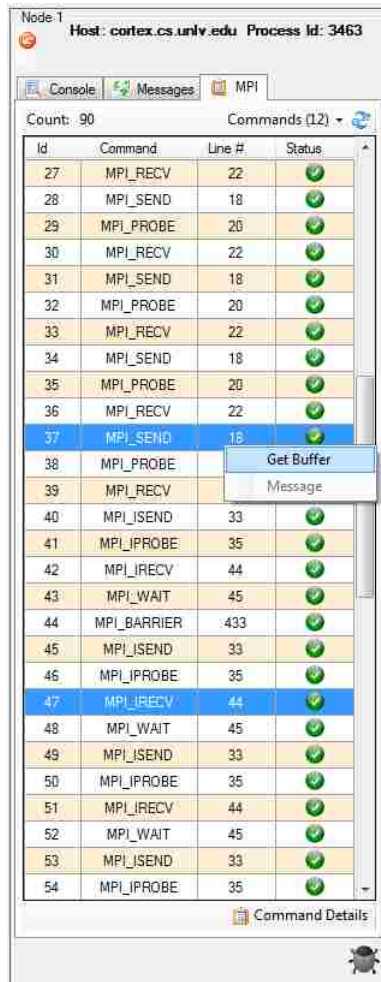 Node 1
Host: cortex.cs.unlv.edu Process Id: 3463
Console Messages MPI
Count: 90 Commands (12)
Id Command Line # Status
27 MPI_RECV 22
28 MPI_SEND 18
29 MPI_PROBE 20
30 MPI_RECV 22
31 MPI_SEND 18
32 MPI_PROBE 20
33 MPI_RECV 22
34 MPI_SEND 18
35 MPI_PROBE 20
36 MPI_RECV 22
37 MPI_SEND 18
Get Buffer
38 MPI_PROBE
Message
39 MPI_RECV
40 MPI_ISEND 33
41 MPI_IPROBE 35
42 MPI_IRECV 44
43 MPI_WAIT 45
44 MPI_BARRIER 433
45 MPI_ISEND 33
46 MPI_IPROBE 35
47 MPI_IRECV 44
48 MPI_WAIT 45
49 MPI_ISEND 33
50 MPI_IPROBE 35
51 MPI_IRECV 44
52 MPI_WAIT 45
53 MPI_ISEND 33
54 MPI_IPROBE 35
Command Details